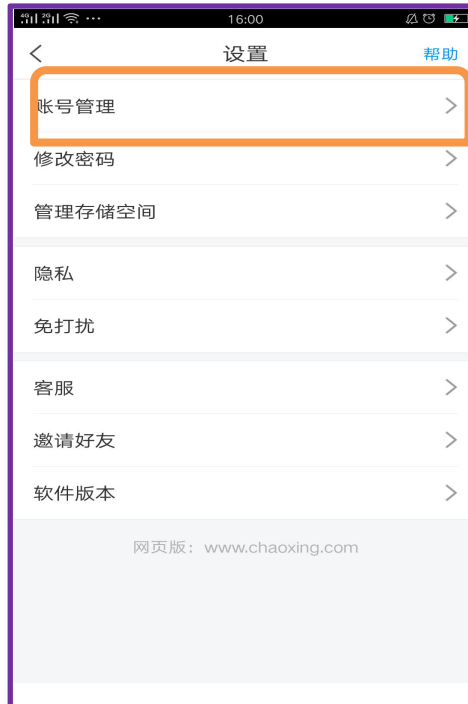 4G 2G ... 16:00
< 设置 帮助
账号管理 >
修改密码 >
管理存储空间 >
隐私 >
免打扰 >
客服 >
邀请好友 >
软件版本 >
网页版：www.chaoxing.com